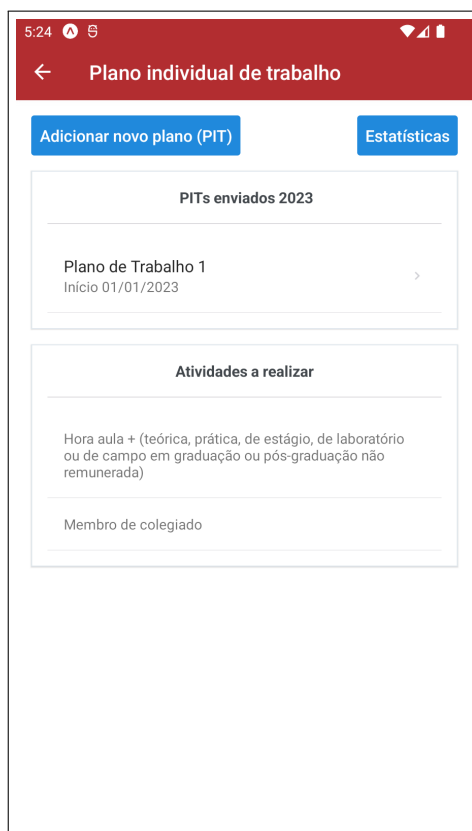 5:24
Plano individual de trabalho
Adicionar novo plano (PIT)
Estatísticas
PITs enviados 2023
Plano de Trabalho 1
Início 01/01/2023
Atividades a realizar
Hora aula + (teórica, prática, de estágio, de laboratório
ou de campo em graduação ou pós-graduação não
remunerada)
Membro de colegiado